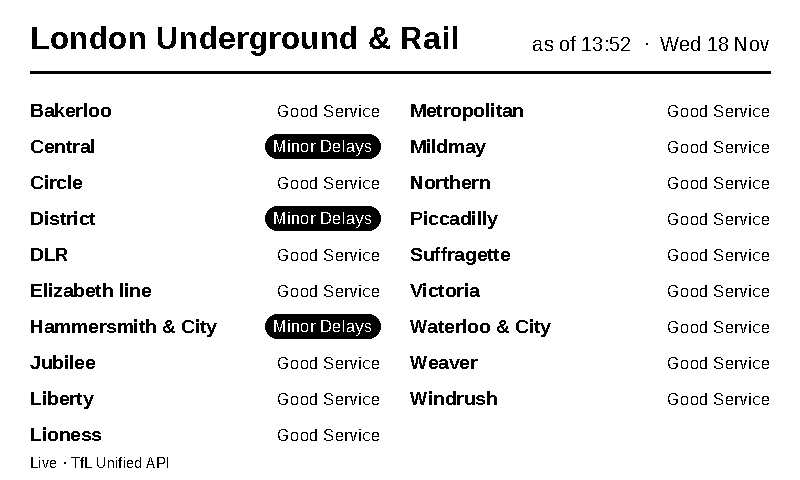 London Underground & Rail
as of 13:52 · Wed 18 Nov
Bakerloo Good Service
Central Minor Delays
Circle Good Service
District Minor Delays
DLR Good Service
Elizabeth line Good Service
Hammersmith & City Minor Delays
Jubilee Good Service
Liberty Good Service
Lioness Good Service
Metropolitan Good Service
Mildmay Good Service
Northern Good Service
Piccadilly Good Service
Suffragette Good Service
Victoria Good Service
Waterloo & City Good Service
Weaver Good Service
Windrush Good Service
Live · TfL Unified API